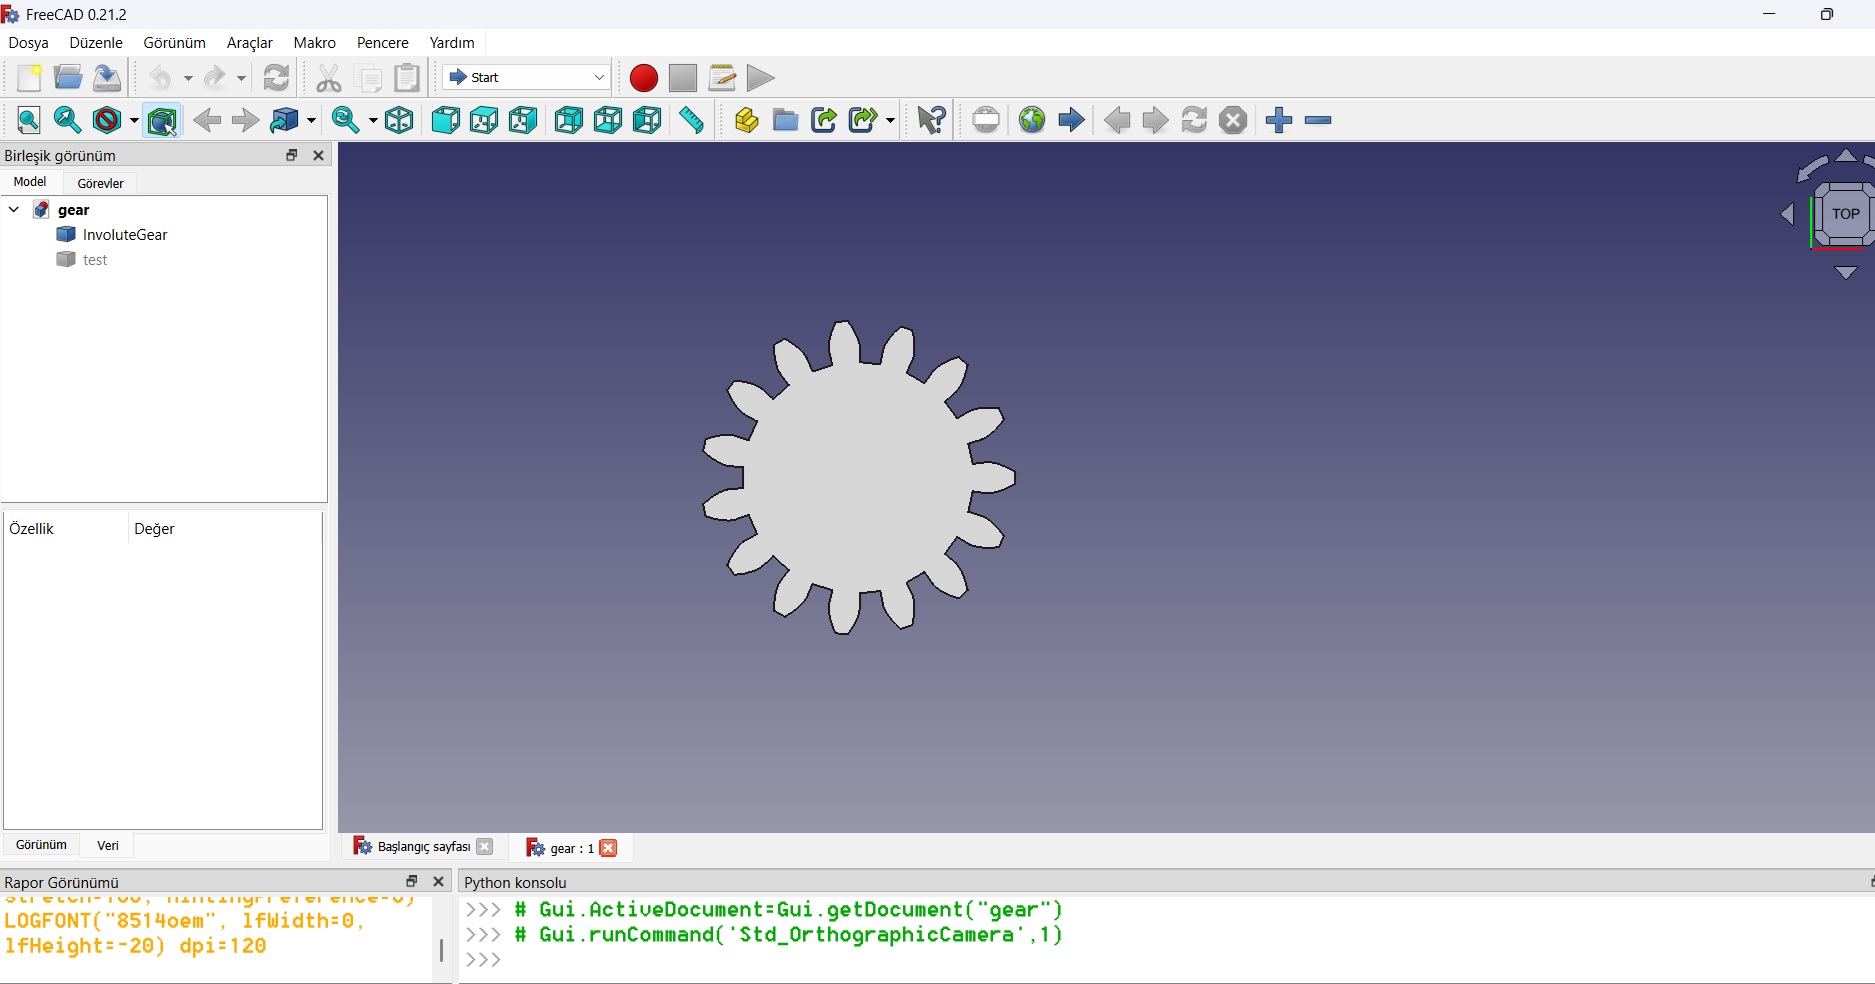 FreeCAD 0.21.2
Dosya Düzenle Görünüm Araçlar Makro Pencere Yardım
Start
Birleşik görünüm
Model Görevler
gear
InvoluteGear
test
TOP
Özellik Değer
Görünüm Veri
Başlangıç sayfası gear : 1
Rapor Görünümü
LOGFONT("8514oem", lfWidth=0,
lfHeight=-20) dpi=120
Python konsolu
>>> # Gui.ActiveDocument=Gui.getDocument("gear")
>>> # Gui.runCommand('Std_OrthographicCamera',1)
>>>